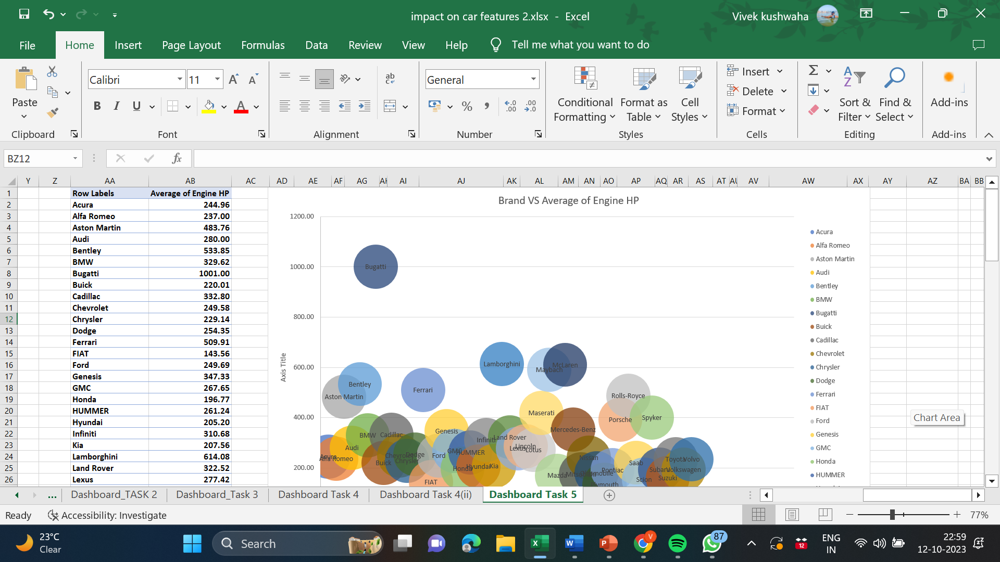 impact on car features 2.xlsx - Excel
Vivek kushwaha
File Home Insert Page Layout Formulas Data Review View Help Tell me what you want to do
Paste
Clipboard
Calibri 11
B I U A
Font
ab
Alignment
General
% , .00
Number
Conditional Formatting
Format as Table
Cell Styles
Styles
Insert
Delete
Format
Cells
Sort & Filter
Find & Select
Editing
Add-ins
Add-ins
BZ12
fx
Y Z AA AB AC AD AE AF AG AI AJ AK AL AM AN AO AP AQ AR AS AT AV AW AX AY AZ BA BB
1 Row Labels Average of Engine HP
2 Acura 244.96
3 Alfa Romeo 237.00
4 Aston Martin 483.76
5 Audi 280.00
6 Bentley 533.85
7 BMW 329.62
8 Bugatti 1001.00
9 Buick 220.01
10 Cadillac 332.80
11 Chevrolet 249.58
12 Chrysler 229.14
13 Dodge 254.35
14 Ferrari 509.91
15 FIAT 143.56
16 Ford 249.69
17 Genesis 347.33
18 GMC 267.65
19 Honda 196.77
20 HUMMER 261.24
21 Hyundai 205.20
22 Infiniti 310.68
23 Kia 207.56
24 Lamborghini 614.08
25 Land Rover 322.52
26 Lexus 277.42
Brand VS Average of Engine HP
1200.00
1000.00
800.00
600.00
400.00
200.00
Axis Title
Bugatti
Lamborghini
McLaren
Maybach
Bentley
Ferrari
Aston Martin
Rolls-Royce
Maserati
Porsche
Spyker
Genesis
Mercedes-Benz
BMW
Cadillac
Infiniti
Land Rover
Audi
Lincoln
Lexus
Lotus
GMC
HUMMER
Acura
Alfa Romeo
Chevrolet
Dodge
Chrysler
Ford
Nissan
Toyota
Volvo
Buick
Saab
Honda
Hyundai
Kia
Pontiac
Subaru
Volkswagen
Mazda
Suzuki
Scion
FIAT
Plymouth
Acura
Alfa Romeo
Aston Martin
Audi
Bentley
BMW
Bugatti
Buick
Cadillac
Chevrolet
Chrysler
Dodge
Ferrari
FIAT
Ford
Genesis
GMC
Honda
HUMMER
Chart Area
... Dashboard_TASK 2 Dashboard_Task 3 Dashboard Task 4 Dashboard Task 4(ii) Dashboard Task 5
Ready Accessibility: Investigate 77%
23°C
Clear
Search
87
V
12
ENG
IN
22:59
12-10-2023